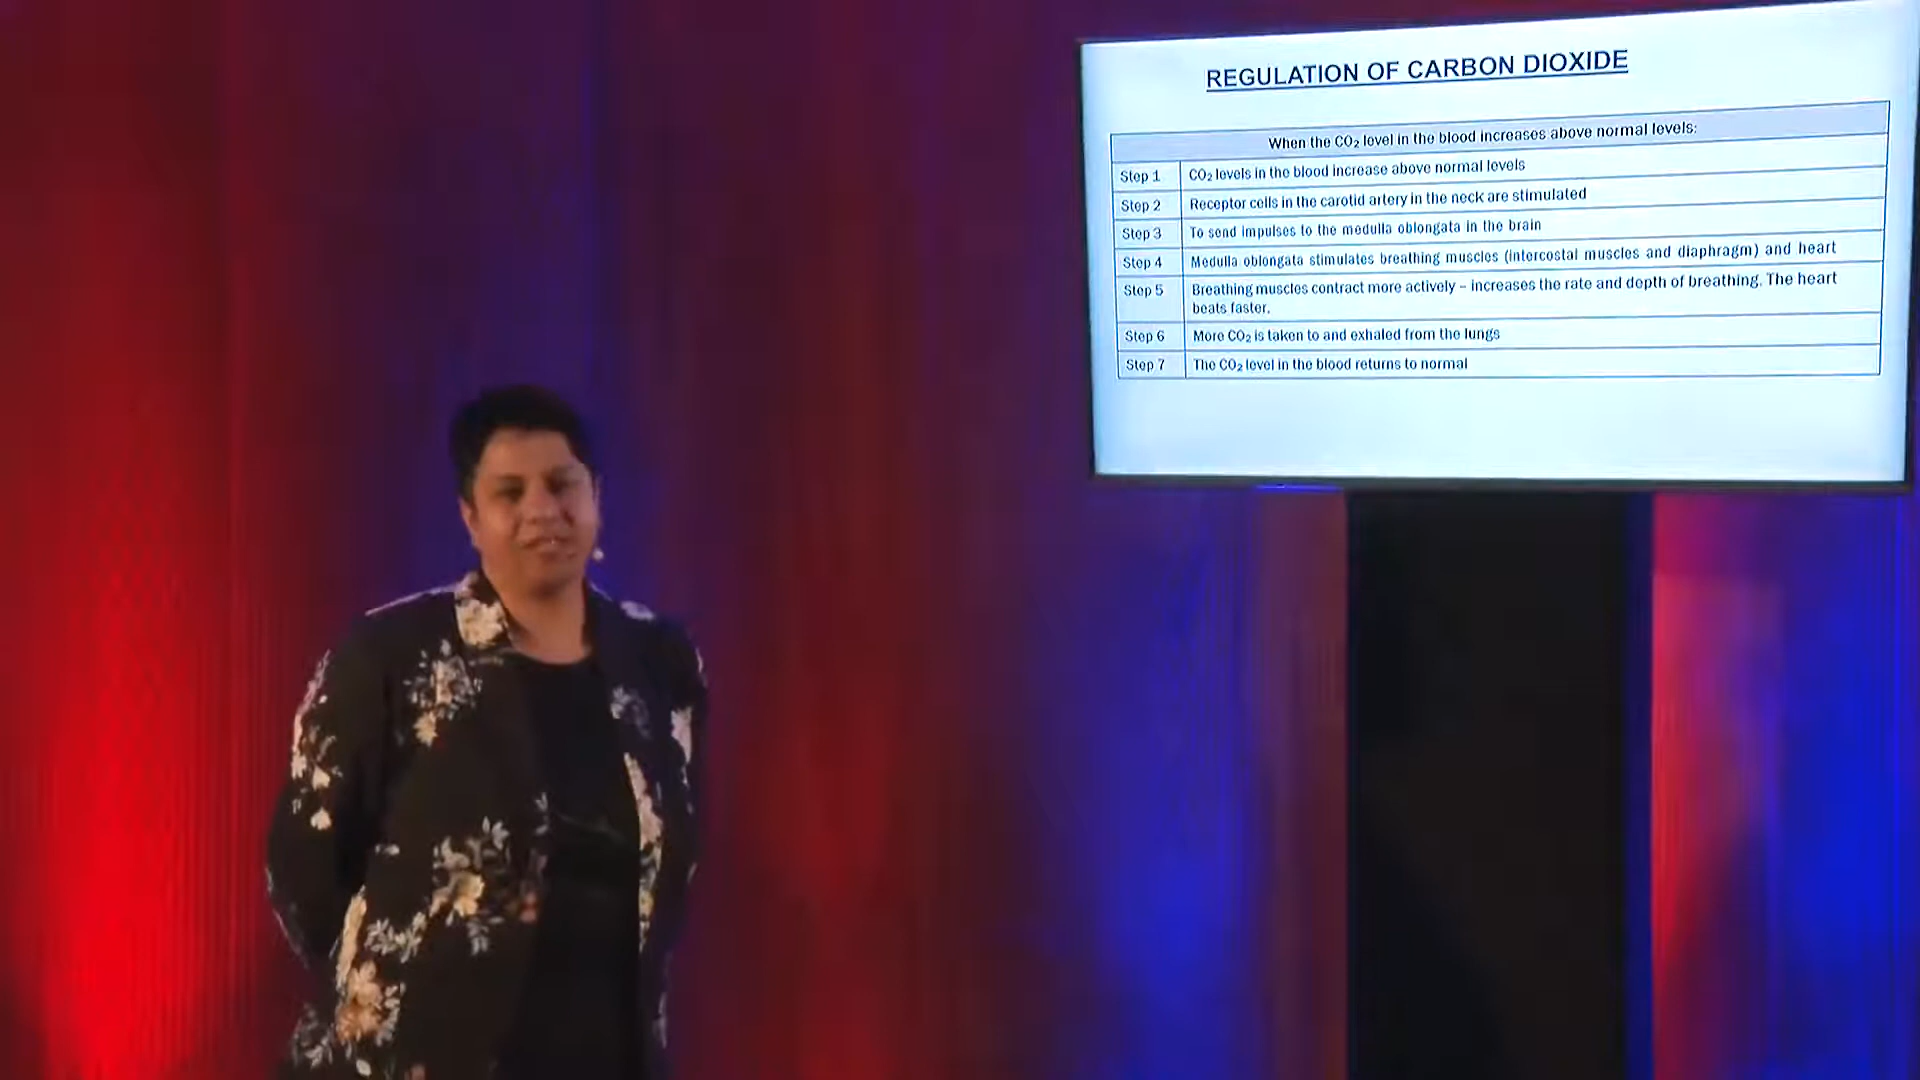 REGULATION OF CARBON DIOXIDE
When the CO₂ level in the blood increases above normal levels:
Step 1 CO₂ levels in the blood increase above normal levels
Step 2 Receptor cells in the carotid artery in the neck are stimulated
Step 3 To send impulses to the medulla oblongata in the brain
Step 4 Medulla oblongata stimulates breathing muscles (intercostal muscles and diaphragm) and heart
Step 5 Breathing muscles contract more actively – increases the rate and depth of breathing. The heart
beats faster.
Step 6 More CO₂ is taken to and exhaled from the lungs
Step 7 The CO₂ level in the blood returns to normal